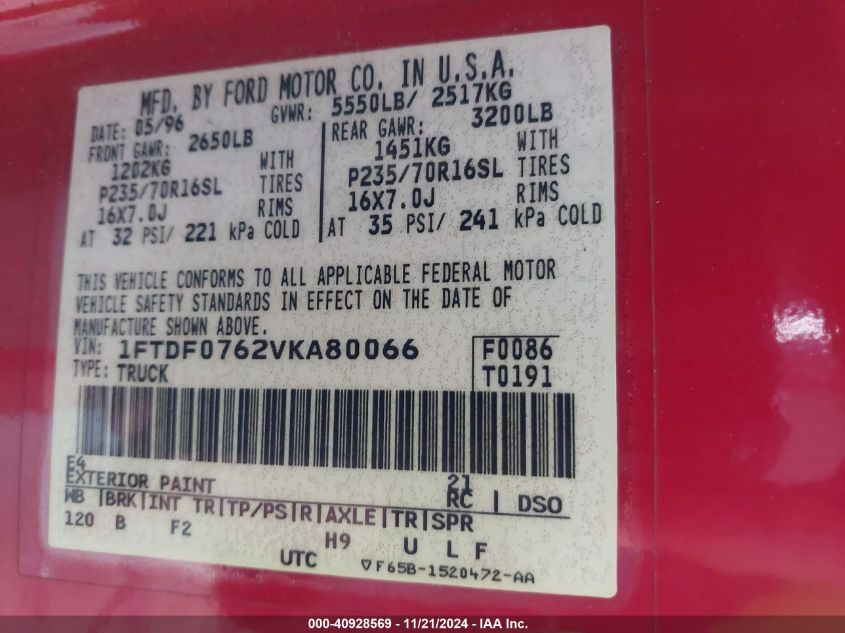 MFD. BY FORD MOTOR CO. IN U.S.A.
DATE: 05/96 GVWR: 5550LB/ 2517KG
FRONT GAWR: 2650LB REAR GAWR: 3200LB
1202KG WITH 1451KG WITH
P235/70R16SL TIRES P235/70R16SL TIRES
16X7.0J RIMS 16X7.0J RIMS
AT 32 PSI/ 221 kPa COLD AT 35 PSI/ 241 kPa COLD
THIS VEHICLE CONFORMS TO ALL APPLICABLE FEDERAL MOTOR
VEHICLE SAFETY STANDARDS IN EFFECT ON THE DATE OF
MANUFACTURE SHOWN ABOVE.
VIN: 1FTDF0762VKA80066 F0086
TYPE: TRUCK T0191
E4 21
EXTERIOR PAINT RC DSO
WB |BRK|INT TR|TP/PS|R|AXLE|TR|SPR
120 B F2 H9 U L F
UTC ▽F65B-1520472-AA
000-40928569 - 11/21/2024 - IAA Inc.